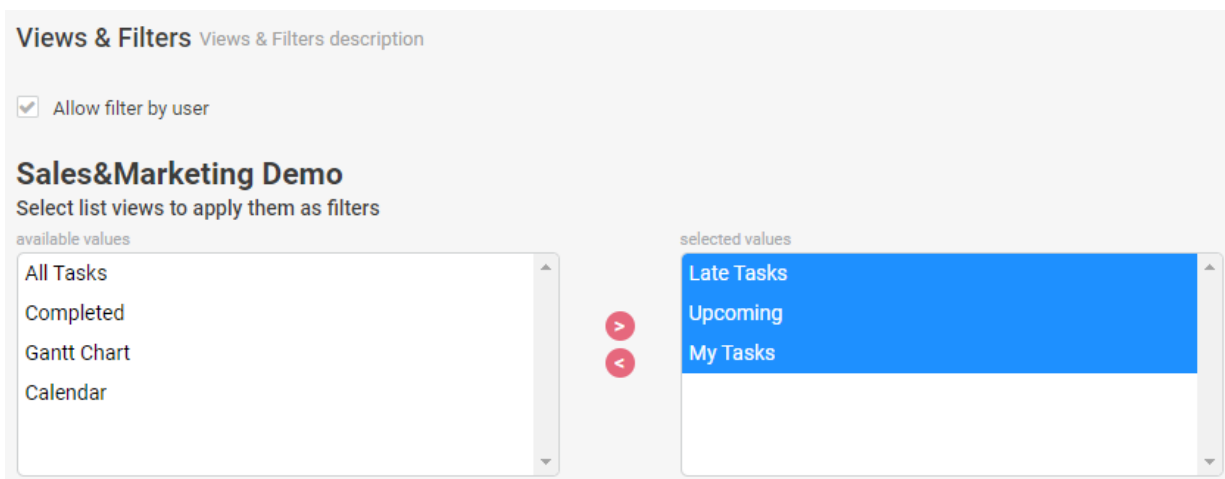 Views & Filters Views & Filters description
Allow filter by user
Sales&Marketing Demo
Select list views to apply them as filters
available values
All Tasks
Completed
Gantt Chart
Calendar
>
<
selected values
Late Tasks
Upcoming
My Tasks